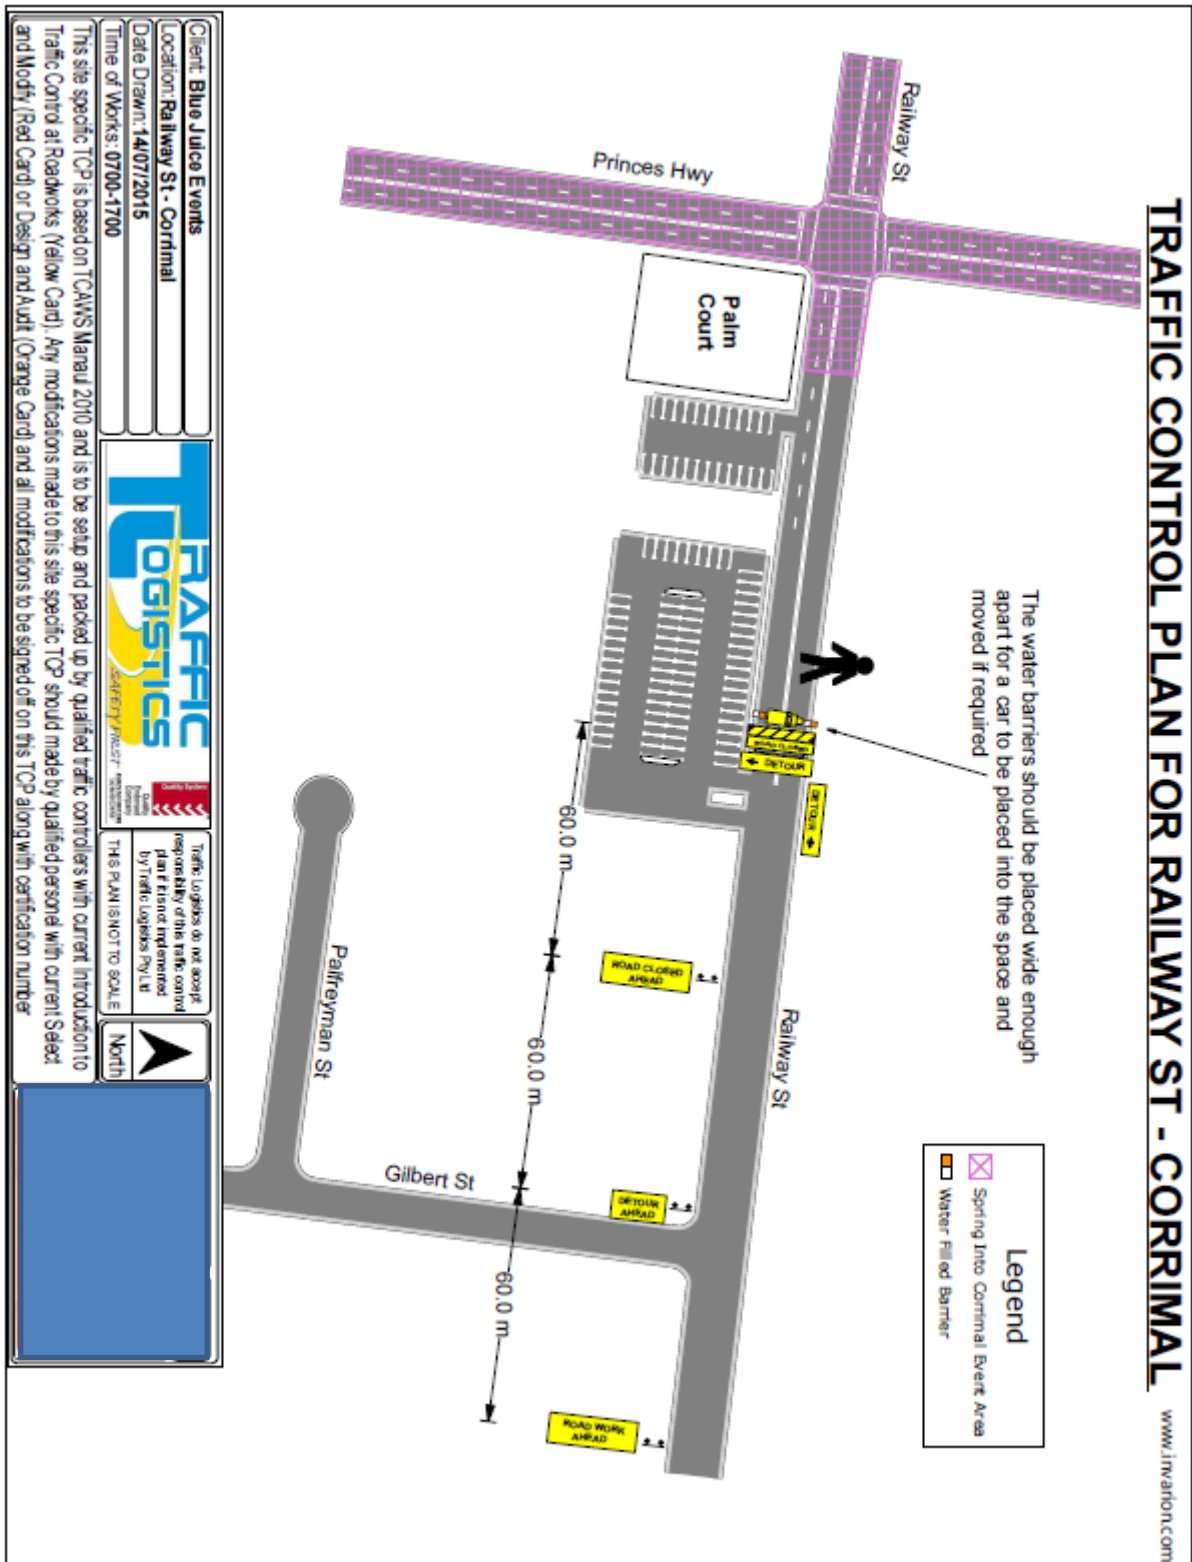 TRAFFIC CONTROL PLAN FOR RAILWAY ST - CORRIMAL
www.invarion.com
The water barriers should be placed wide enough
apart for a car to be placed into the space and
moved if required
Legend
Spring Into Corrimal Event Area
Water Filled Barrier
Railway St
Princes Hwy
Palm
Court
ROAD CLOSED
DETOUR
DETOUR
Railway St
60.0 m
ROAD CLOSED
AHEAD
60.0 m
DETOUR
AHEAD
60.0 m
ROAD WORK
AHEAD
Gilbert St
Palfreyman St
Client: Blue Juice Events
Location: Railway St - Corrimal
Date Drawn: 14/07/2015
Time of Works: 0700-1700
TRAFFIC
LOGISTICS
SAFETY FIRST
Quality System
Quality
Endorsed
Company
Traffic Logistics do not accept
responsibility of this traffic control
plan if it is not implemented
by Traffic Logistics Pty Ltd
THIS PLAN IS NOT TO SCALE
North
This site specific TCP is based on TCAWS Manaul 2010 and is to be setup and packed up by qualified traffic controllers with current Introduction to
Traffic Control at Roadworks (Yellow Card). Any modifications made to this site specific TCP should made by qualified personel with current Select
and Modify (Red Card) or Design and Audit (Orange Card) and all modifications to be signed off on this TCP along with certification number